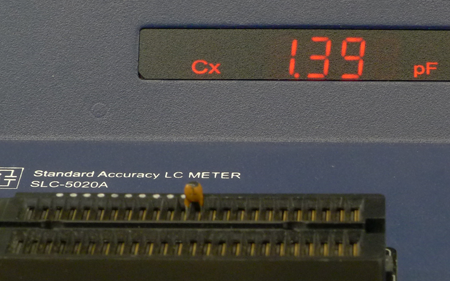 Cx 1.39 pF
Standard Accuracy LC METER
SLC-5020A